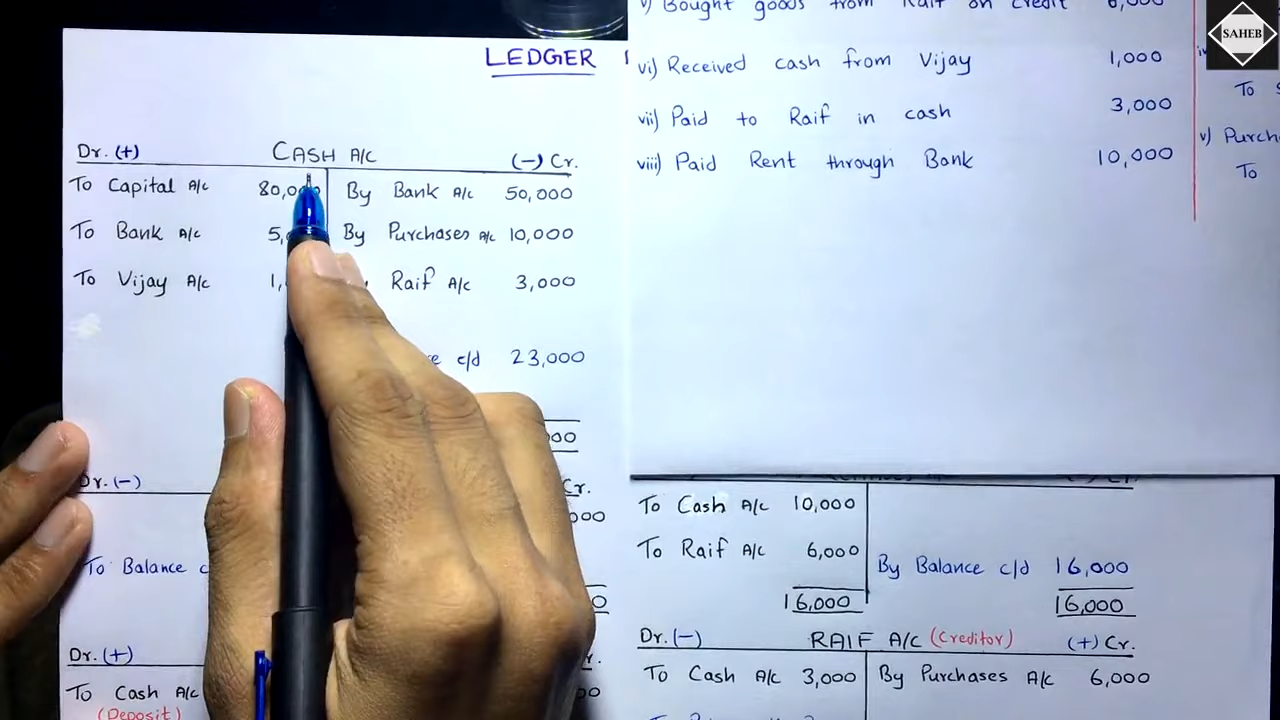 LEDGER
Dr. (+) CASH A/C (-) Cr.
To Capital A/c By Bank A/c 50,000
To Bank A/c By Purchases A/c 10,000
To Vijay A/c Raif A/c 3,000
c/d 23,000
Dr. (-)
To Balance
Dr. (+)
To Cash A/c
(Deposit)
v) Bought goods from Raif on credit 6,000
vi) Received cash from Vijay 1,000
vii) Paid to Raif in cash 3,000
viii) Paid Rent through Bank 10,000
To
v) Purch
To
SAHEB
To Cash A/c 10,000
To Raif A/c 6,000
By Balance c/d 16,000
16,000 16,000
Dr. (-) RAIF A/C (Creditor) (+) Cr.
To Cash A/c 3,000 By Purchases A/c 6,000